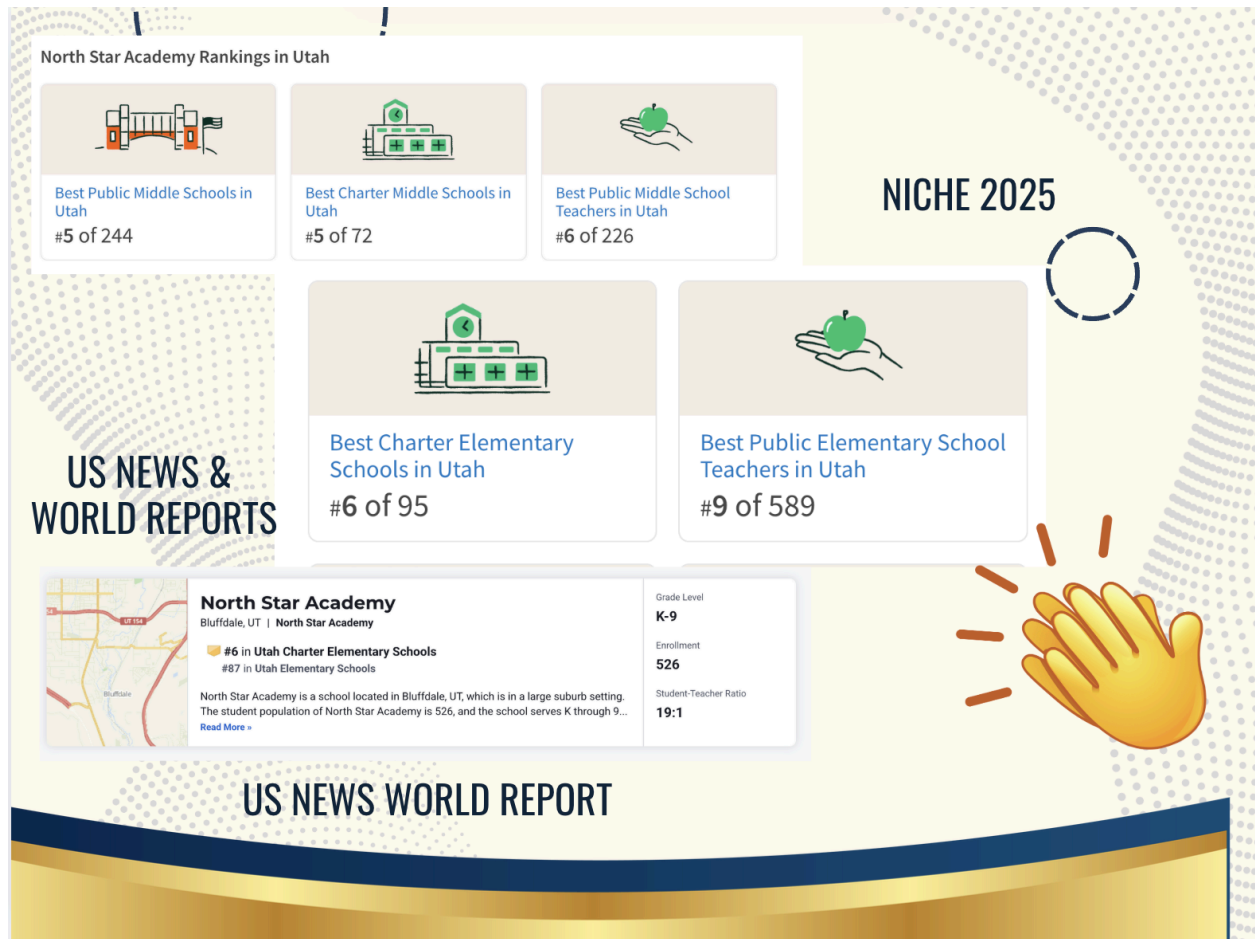 North Star Academy Rankings in Utah
Best Public Middle Schools in
Utah
#5 of 244
Best Charter Middle Schools in
Utah
#5 of 72
Best Public Middle School
Teachers in Utah
#6 of 226
NICHE 2025
Best Charter Elementary
Schools in Utah
#6 of 95
Best Public Elementary School
Teachers in Utah
#9 of 589
US NEWS &
WORLD REPORTS
UT 154
Bluffdale
North Star Academy
Bluffdale, UT | North Star Academy
#6 in Utah Charter Elementary Schools
#87 in Utah Elementary Schools
North Star Academy is a school located in Bluffdale, UT, which is in a large suburb setting.
The student population of North Star Academy is 526, and the school serves K through 9...
Read More »
Grade Level
K-9
Enrollment
526
Student-Teacher Ratio
19:1
US NEWS WORLD REPORT